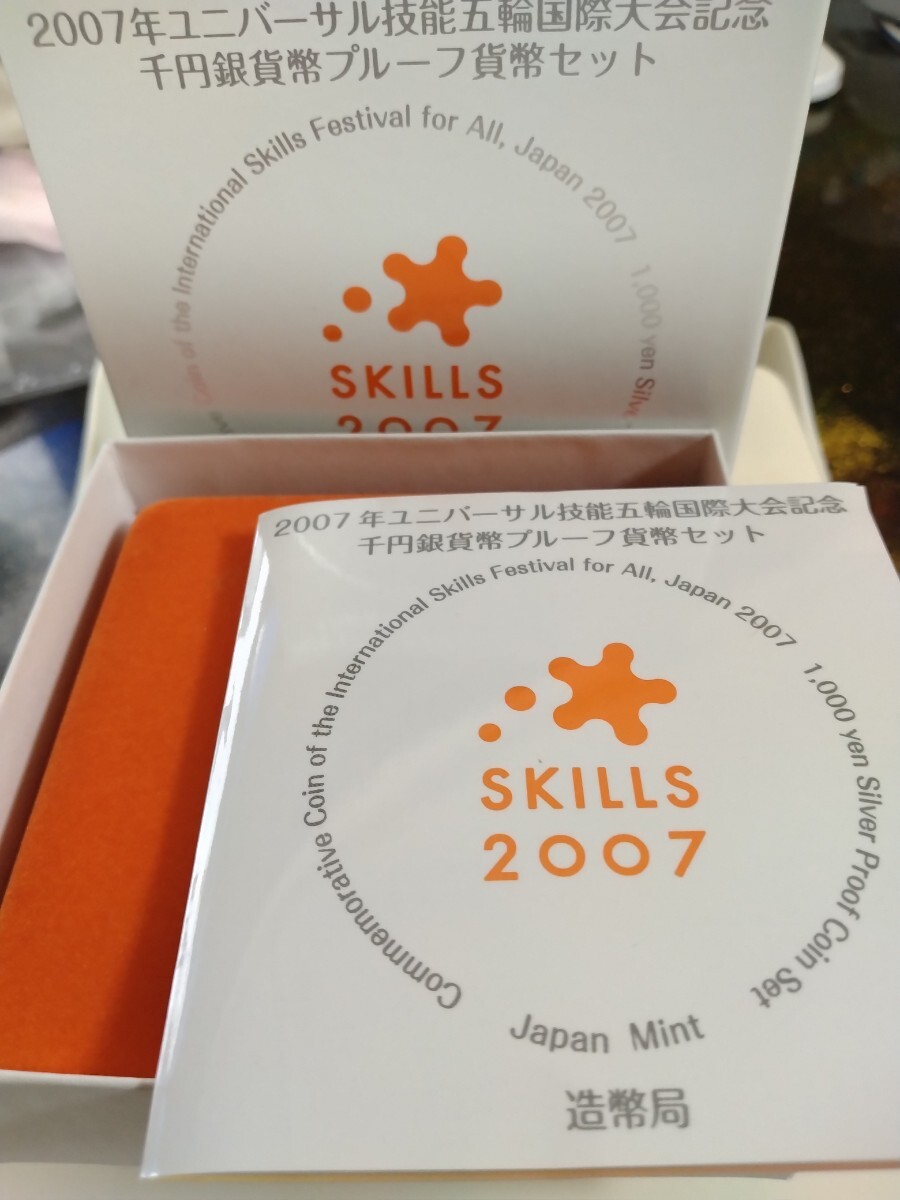 2007年ユニバーサル技能五輪国際大会記念
千円銀貨幣プルーフ貨幣セット
Coin of the International Skills Festival for All, Japan 2007 1,000 yen
SKILLS
2007
2007年ユニバーサル技能五輪国際大会記念
千円銀貨幣プルーフ貨幣セット
Commemorative Coin of the International Skills Festival for All, Japan 2007 1,000 yen Silver Proof Coin Set
SKILLS
2007
Japan Mint
造幣局